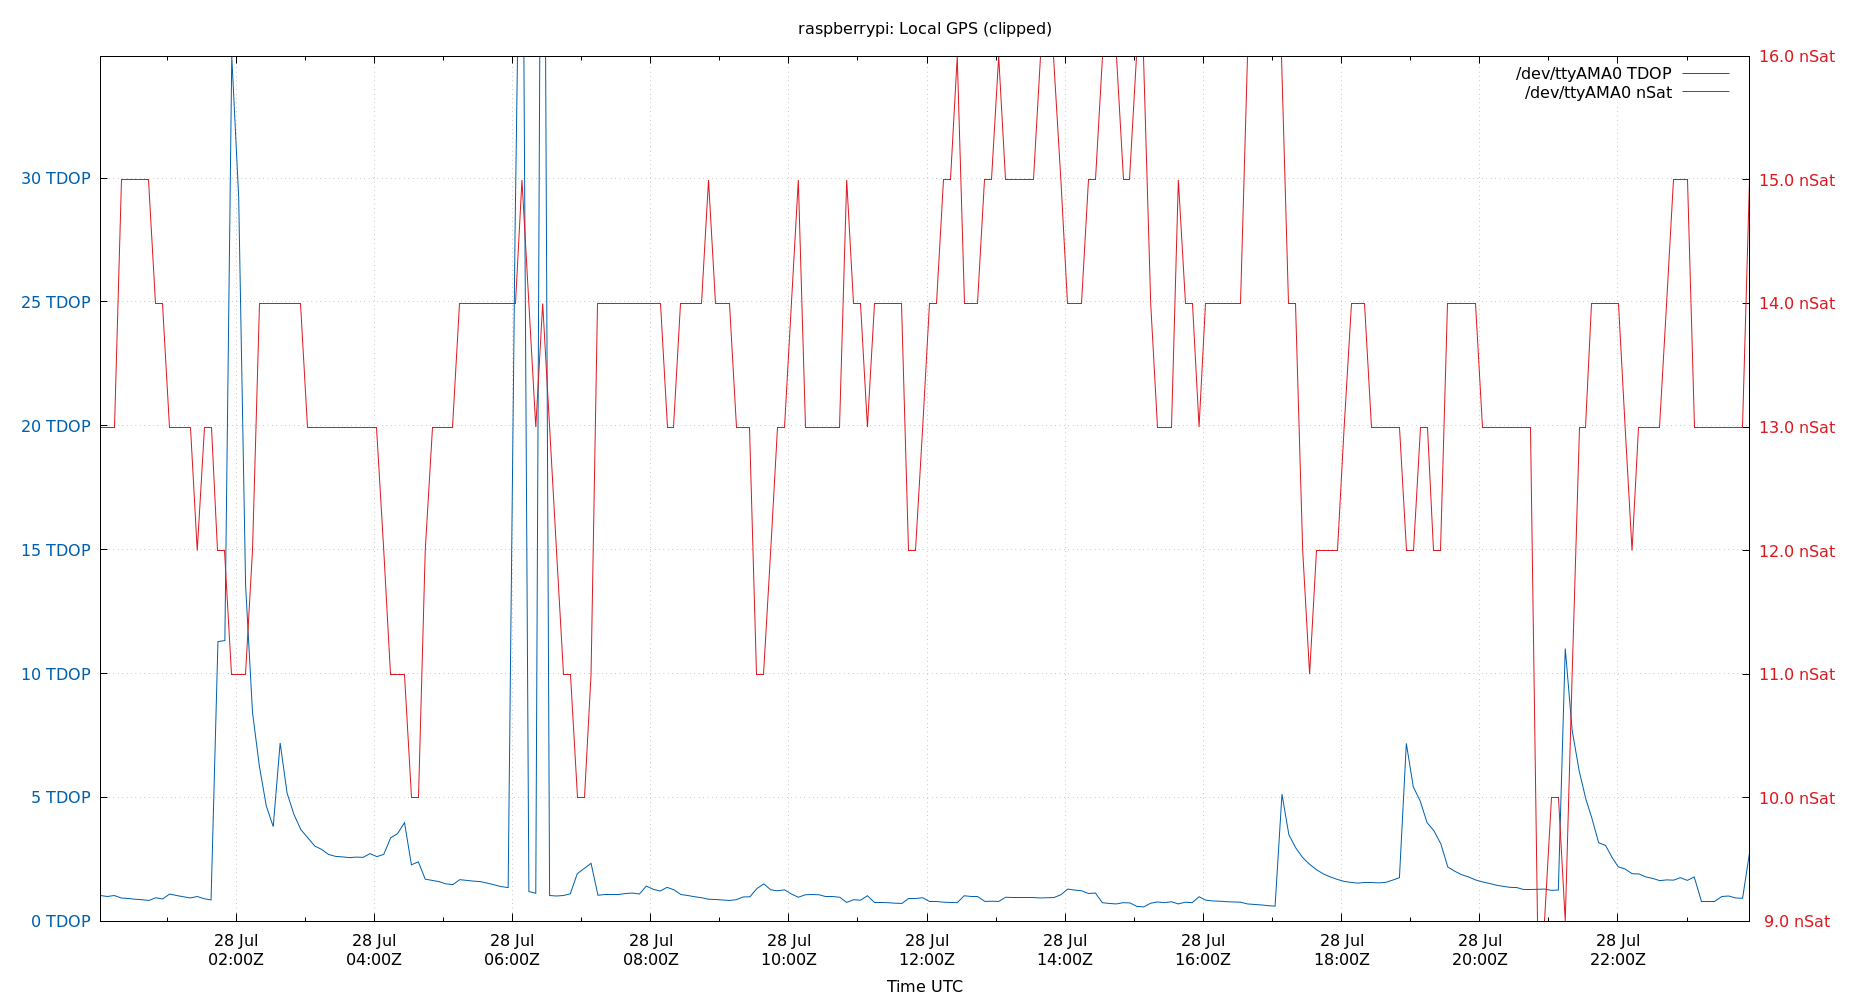 raspberrypi: Local GPS (clipped)
/dev/ttyAMA0 TDOP
/dev/ttyAMA0 nSat
30 TDOP
25 TDOP
20 TDOP
15 TDOP
10 TDOP
5 TDOP
0 TDOP
16.0 nSat
15.0 nSat
14.0 nSat
13.0 nSat
12.0 nSat
11.0 nSat
10.0 nSat
9.0 nSat
28 Jul 28 Jul 28 Jul 28 Jul 28 Jul 28 Jul 28 Jul 28 Jul 28 Jul 28 Jul 28 Jul
02:00Z 04:00Z 06:00Z 08:00Z 10:00Z 12:00Z 14:00Z 16:00Z 18:00Z 20:00Z 22:00Z
Time UTC